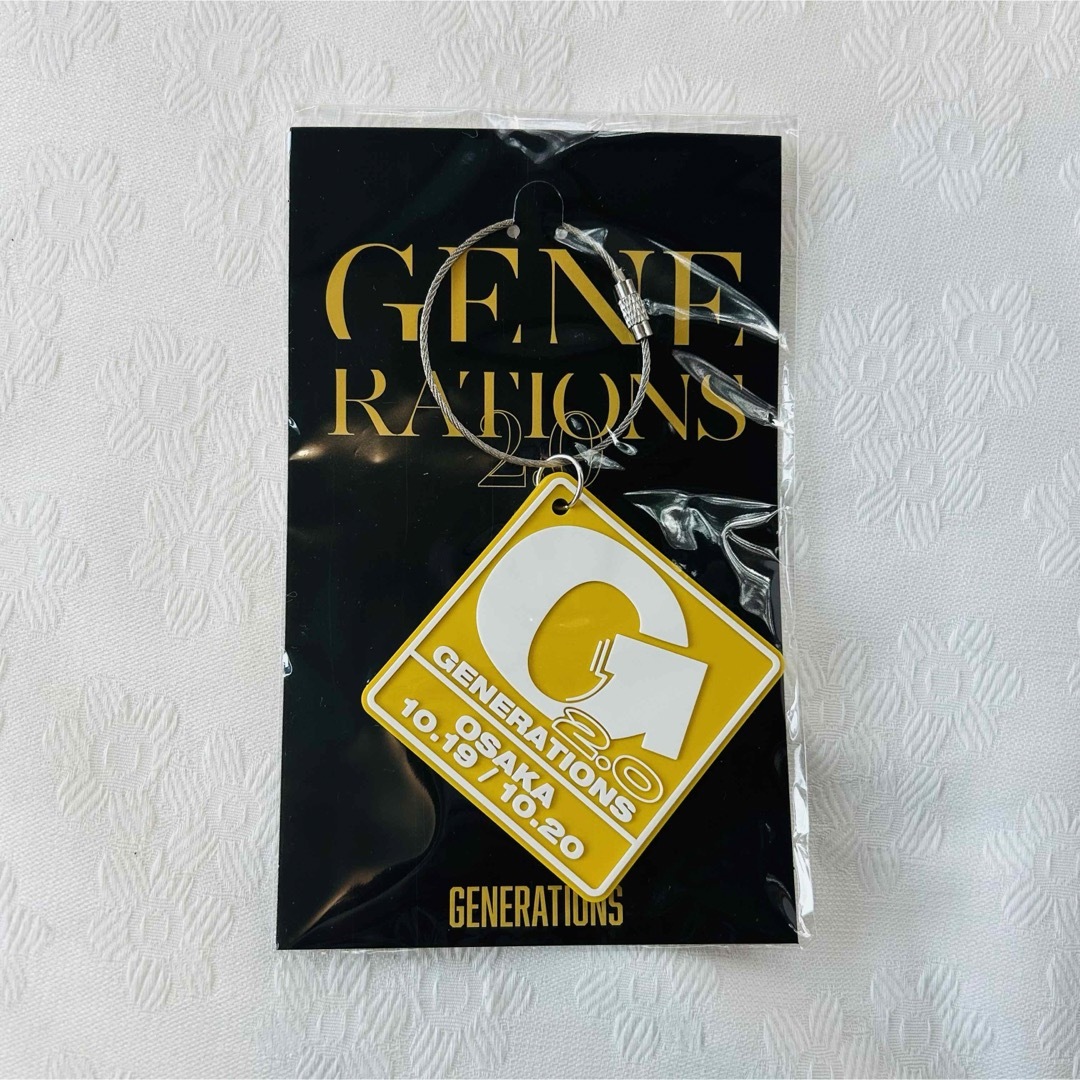 GENE
RATIONS
2.0
G
GENERATIONS
2.0
OSAKA
10.19 / 10.20
GENERATIONS